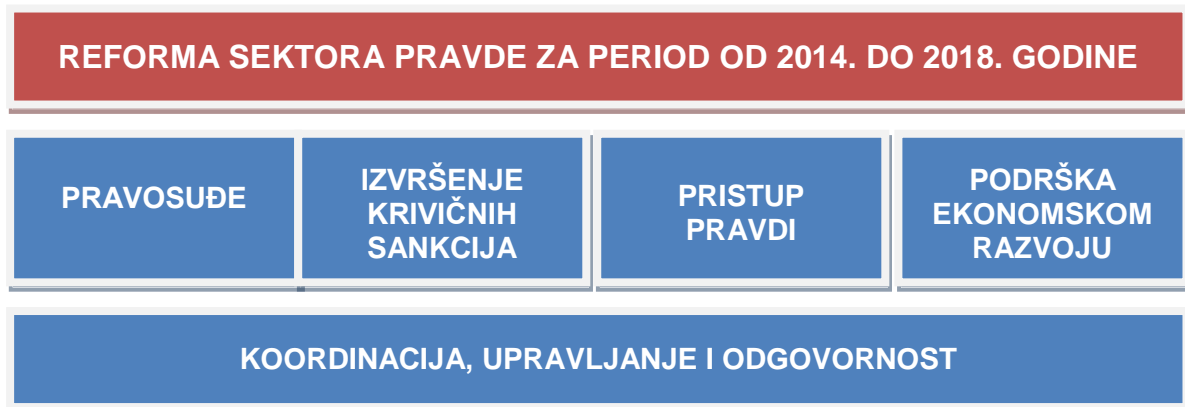 REFORMA SEKTORA PRAVDE ZA PERIOD OD 2014. DO 2018. GODINE
PRAVOSUĐE
IZVRŠENJE
KRIVIČNIH
SANKCIJA
PRISTUP
PRAVDI
PODRŠKA
EKONOMSKOM
RAZVOJU
KOORDINACIJA, UPRAVLJANJE I ODGOVORNOST